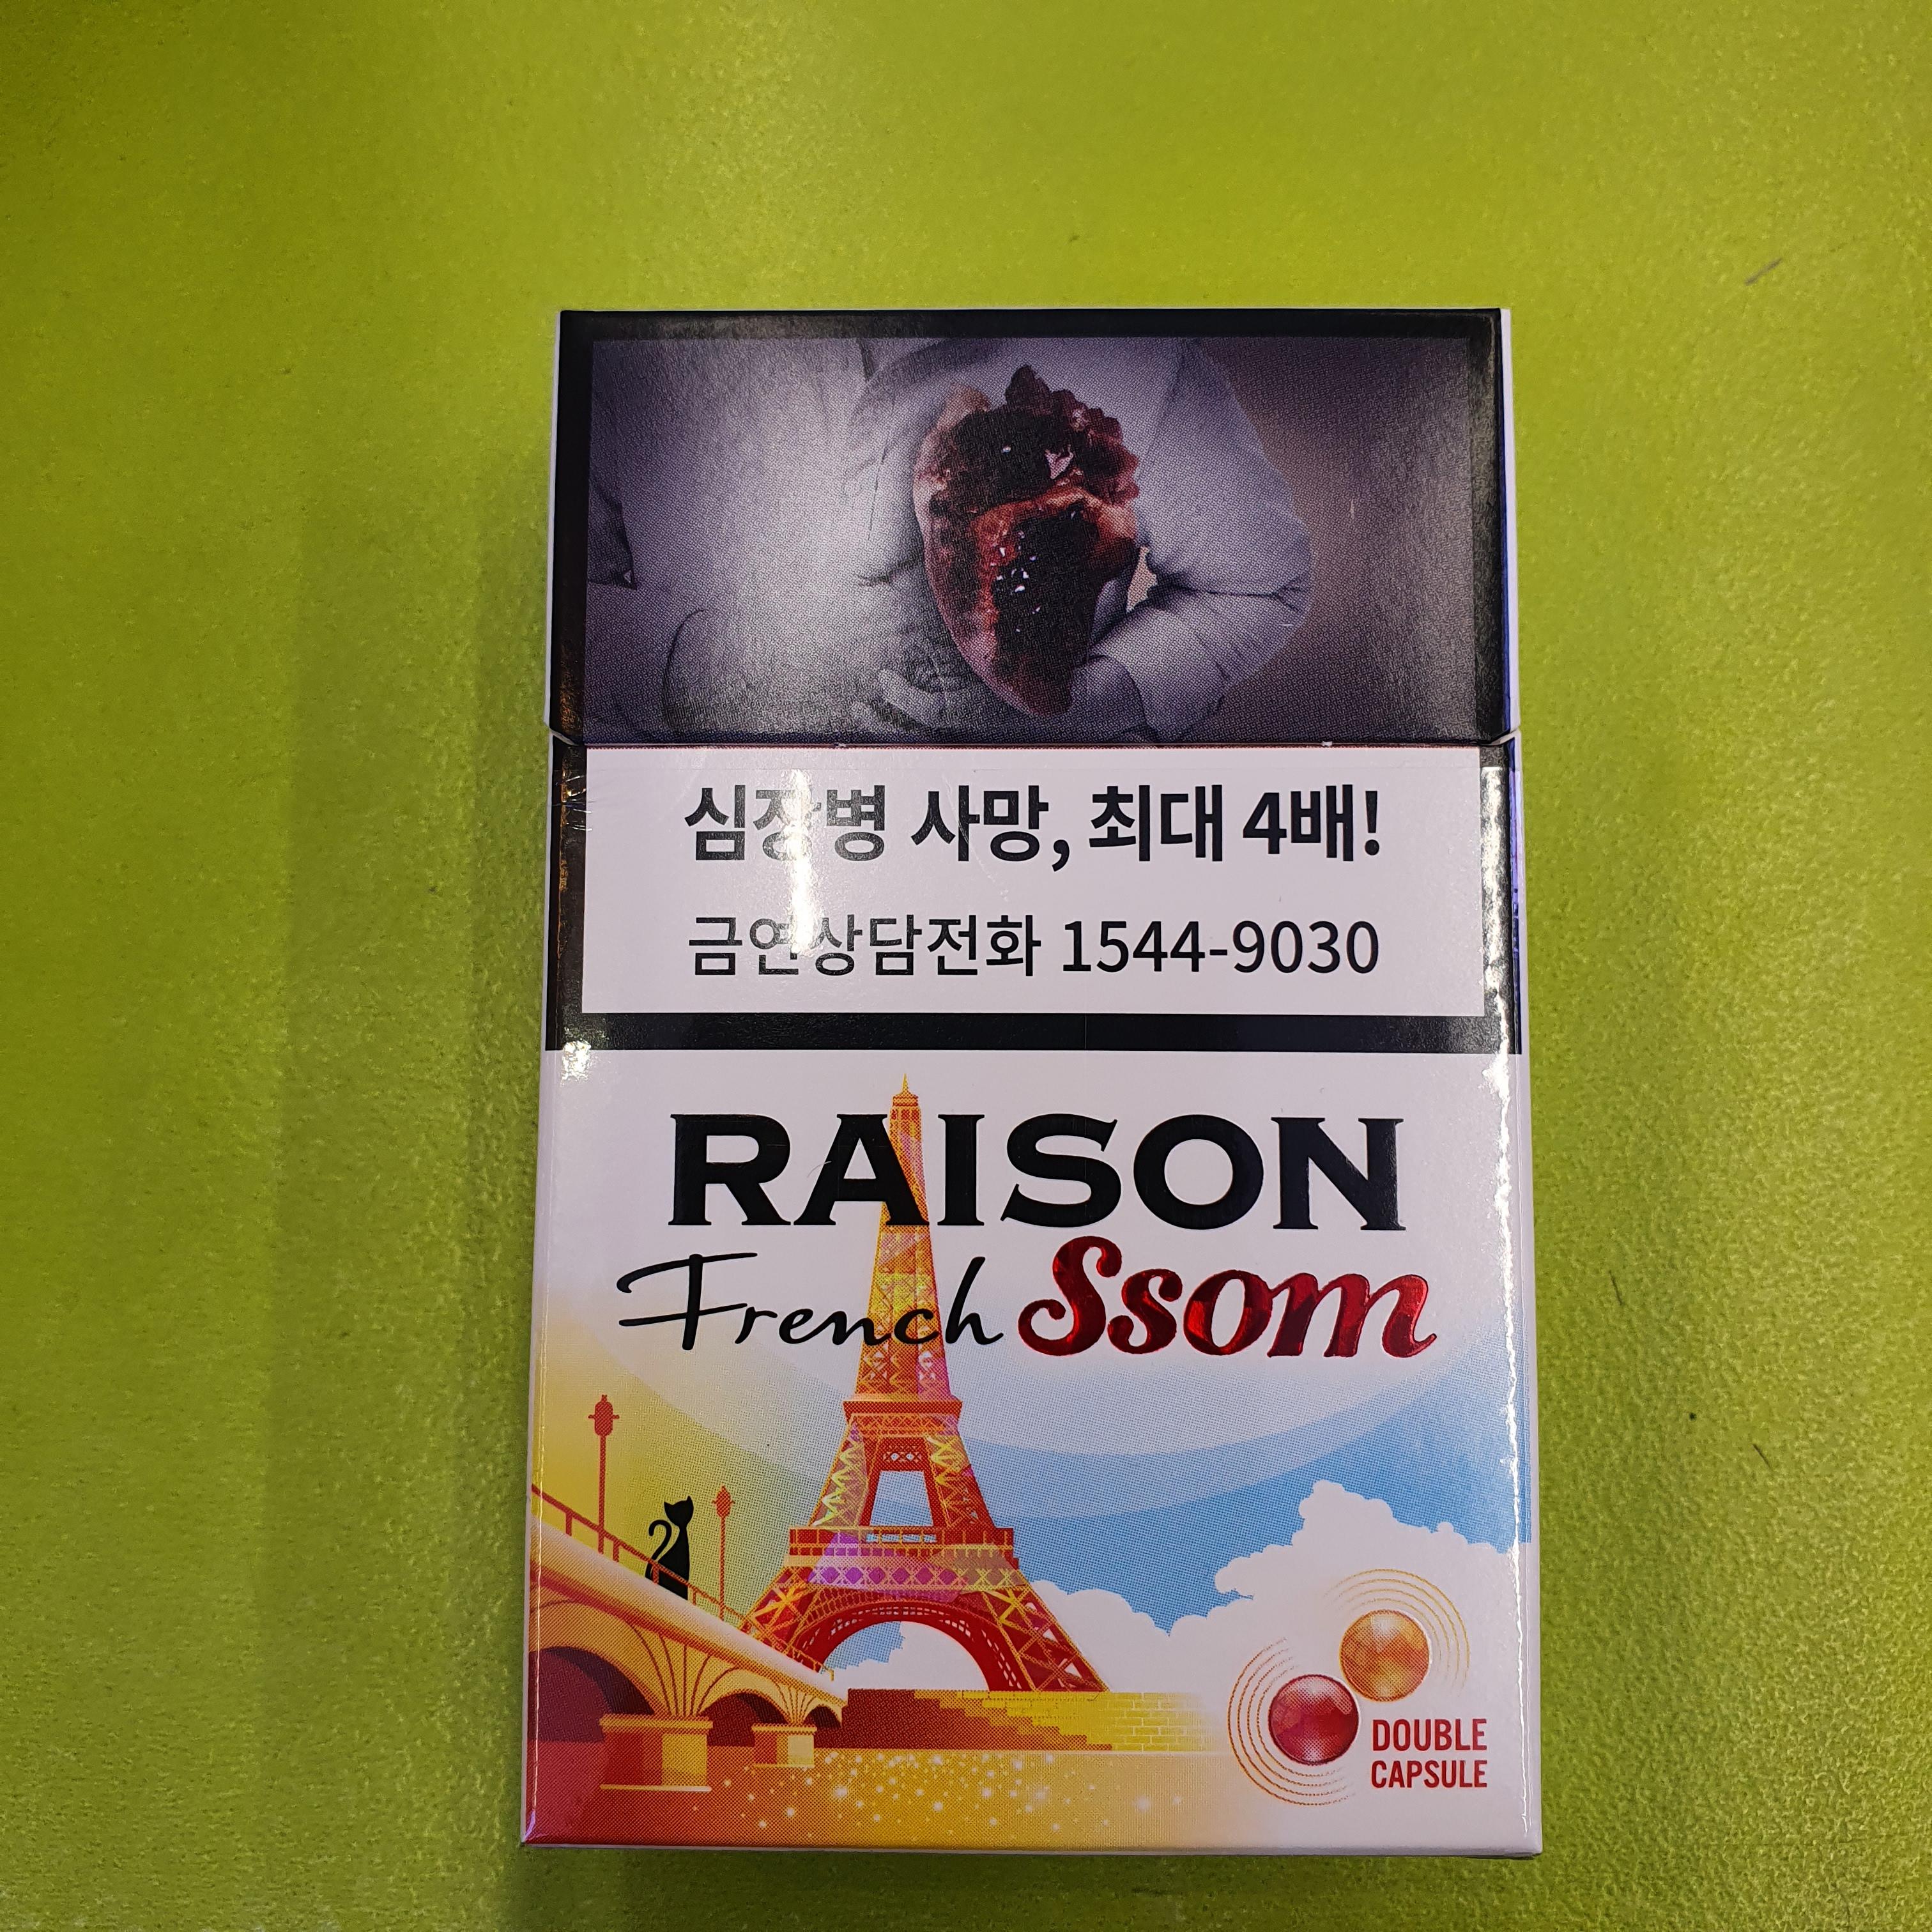 심장병 사망, 최대 4배!
금연상담전화 1544-9030
RAISON
French Ssom
DOUBLE
CAPSULE